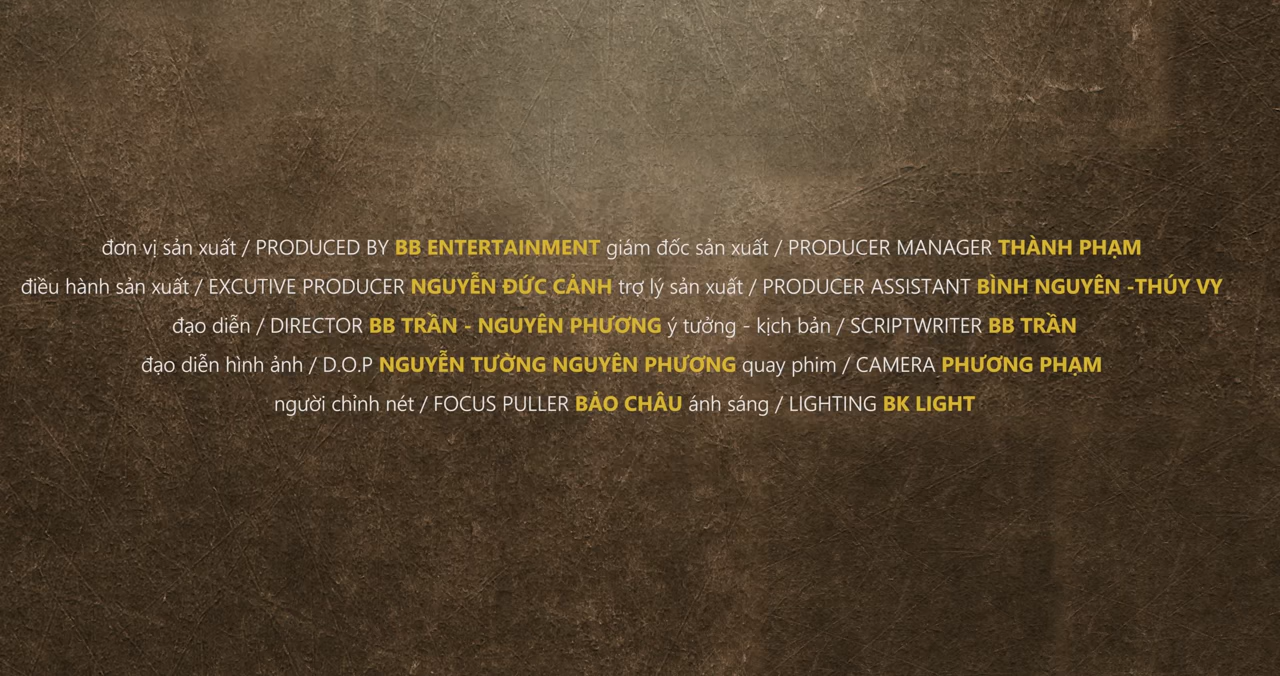 đơn vị sản xuất / PRODUCED BY BB ENTERTAINMENT giám đốc sản xuất / PRODUCER MANAGER THÀNH PHẠM
điều hành sản xuất / EXCUTIVE PRODUCER NGUYỄN ĐỨC CẢNH trợ lý sản xuất / PRODUCER ASSISTANT BÌNH NGUYÊN -THÚY VY
đạo diễn / DIRECTOR BB TRẦN - NGUYÊN PHƯƠNG ý tưởng - kịch bản / SCRIPTWRITER BB TRẦN
đạo diễn hình ảnh / D.O.P NGUYỄN TƯỜNG NGUYÊN PHƯƠNG quay phim / CAMERA PHƯƠNG PHẠM
người chỉnh nét / FOCUS PULLER BẢO CHÂU ánh sáng / LIGHTING BK LIGHT